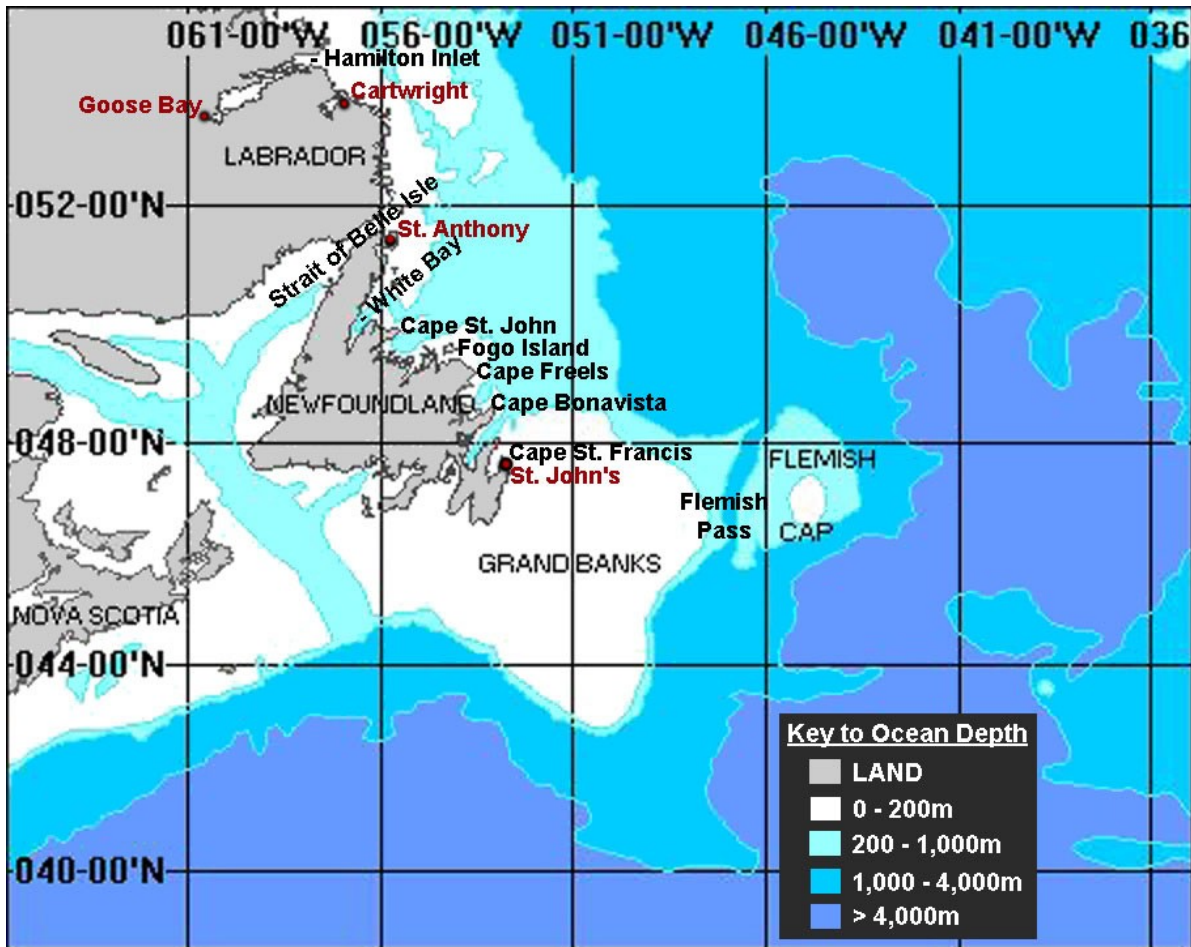 061-00'W 056-00'W 051-00'W 046-00'W 041-00'W 036
- Hamilton Inlet
Cartwright
Goose Bay
LABRADOR
052-00'N
Strait of Belle Isle
St. Anthony
- White Bay
Cape St. John
Fogo Island
Cape Freels
NEWFOUNDLAND
Cape Bonavista
048-00'N
Cape St. Francis
St. John's
FLEMISH
CAP
Flemish
Pass
GRAND BANKS
NOVA SCOTIA
044-00'N
040-00'N
Key to Ocean Depth
LAND
0 - 200m
200 - 1,000m
1,000 - 4,000m
> 4,000m